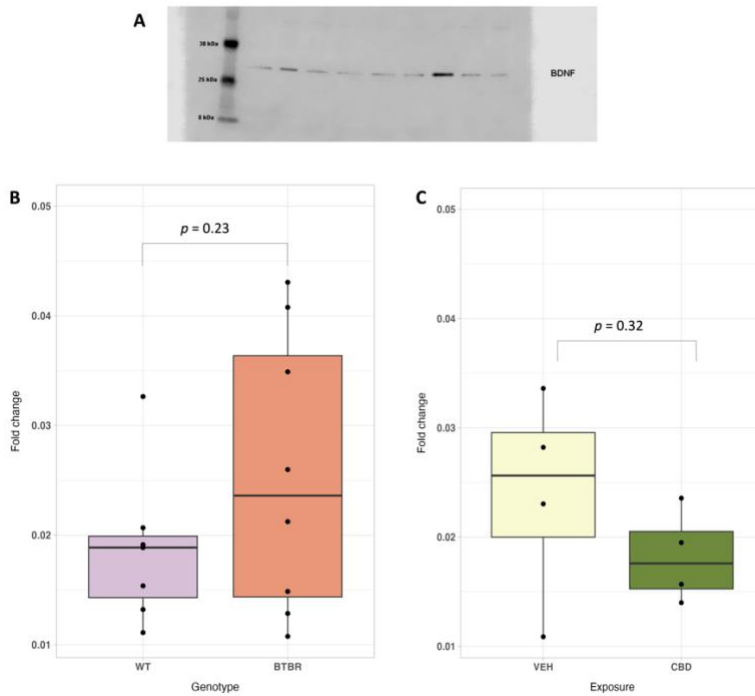 A
38 kDa
25 kDa
8 kDa
BDNF
B
p = 0.23
0.05
0.04
0.03
0.02
0.01
Fold change
WT
BTBR
Genotype
C
p = 0.32
0.05
0.04
0.03
0.02
0.01
Fold change
VEH
CBD
Exposure